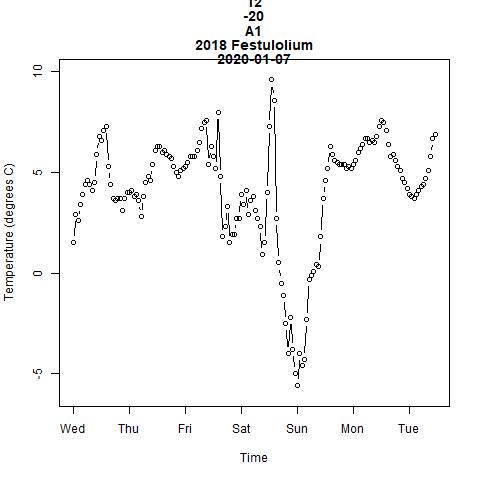 12
-20
A1
2018 Festulolium
2020-01-07
Temperature (degrees C)
10
5
0
-5
Wed Thu Fri Sat Sun Mon Tue
Time